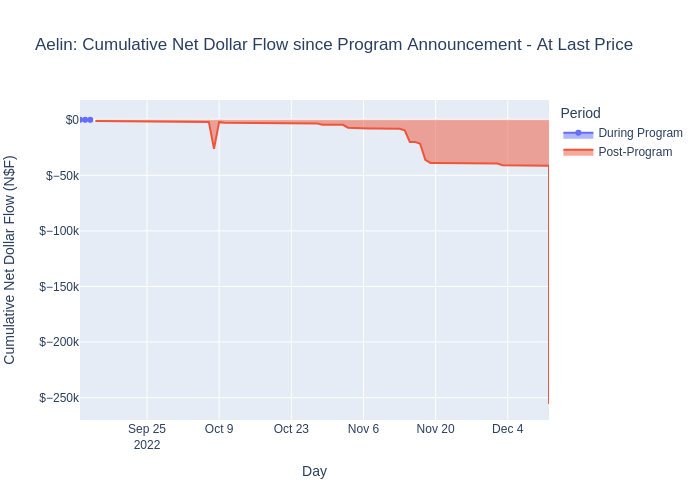 Aelin: Cumulative Net Dollar Flow since Program Announcement - At Last Price
Cumulative Net Dollar Flow (N$F)
$0
$−50k
$−100k
$−150k
$−200k
$−250k
Sep 25
2022
Oct 9
Oct 23
Nov 6
Nov 20
Dec 4
Day
Period
During Program
Post-Program